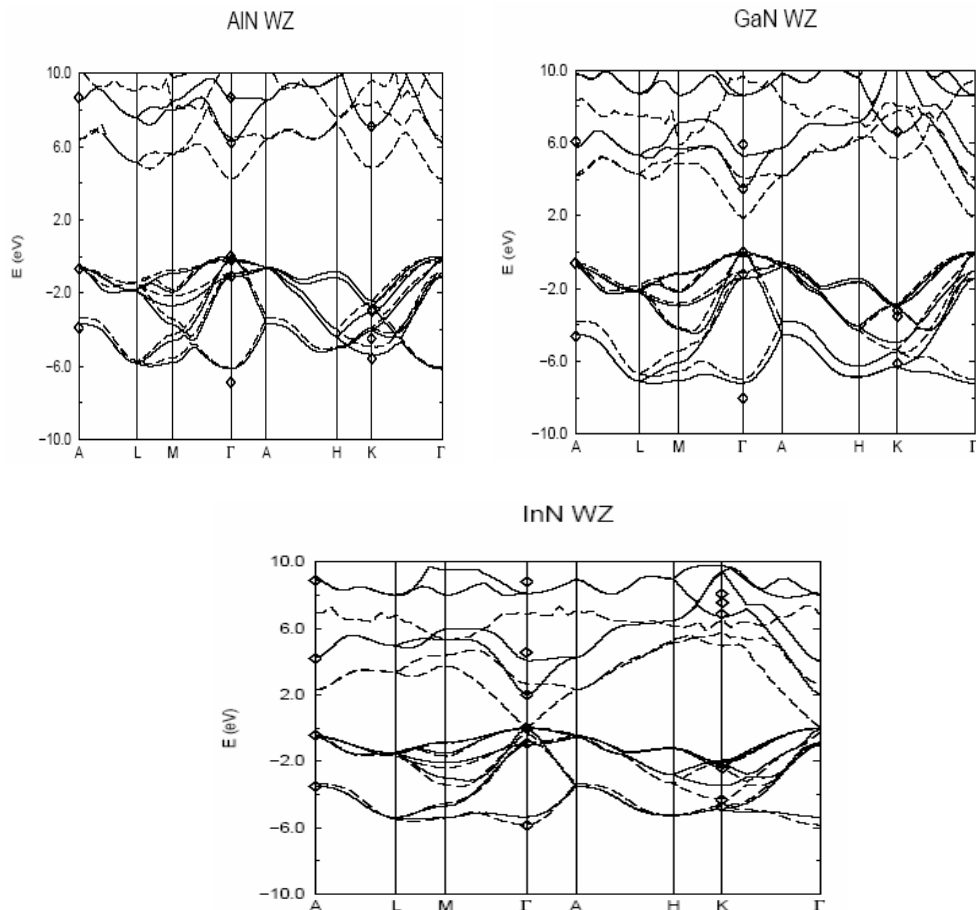 AlN WZ
10.0
6.0
2.0
−2.0
−6.0
−10.0
E (eV)
A L M Γ A H K Γ
GaN WZ
10.0
6.0
2.0
−2.0
−6.0
−10.0
E (eV)
A L M Γ A H K Γ
InN WZ
10.0
6.0
2.0
−2.0
−6.0
−10.0
E (eV)
A L M Γ A H K Γ